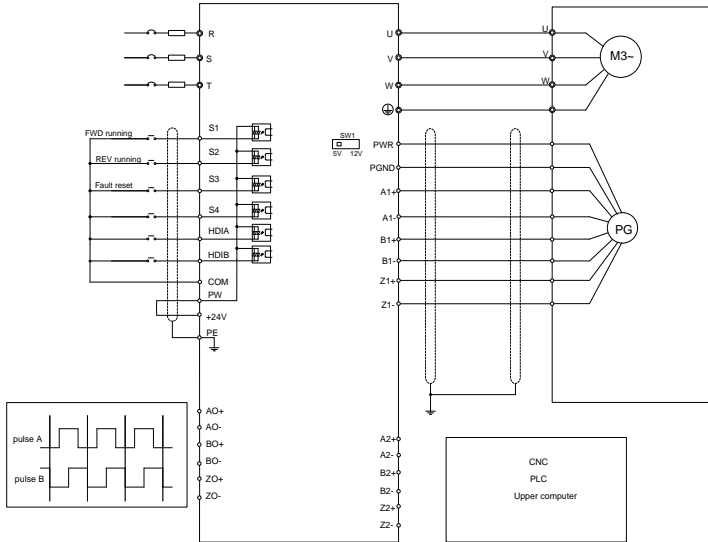 R
S
T
U
V
W
U
V
W
M3~
FWD running
S1
REV running
S2
Fault reset
S3
S4
HDIA
HDIB
COM
PW
+24V
PE
SW1
5V 12V
PWR
PGND
A1+
A1-
B1+
B1-
Z1+
Z1-
PG
pulse A
pulse B
AO+
AO-
BO+
BO-
ZO+
ZO-
A2+
A2-
B2+
B2-
Z2+
Z2-
CNC
PLC
Upper computer